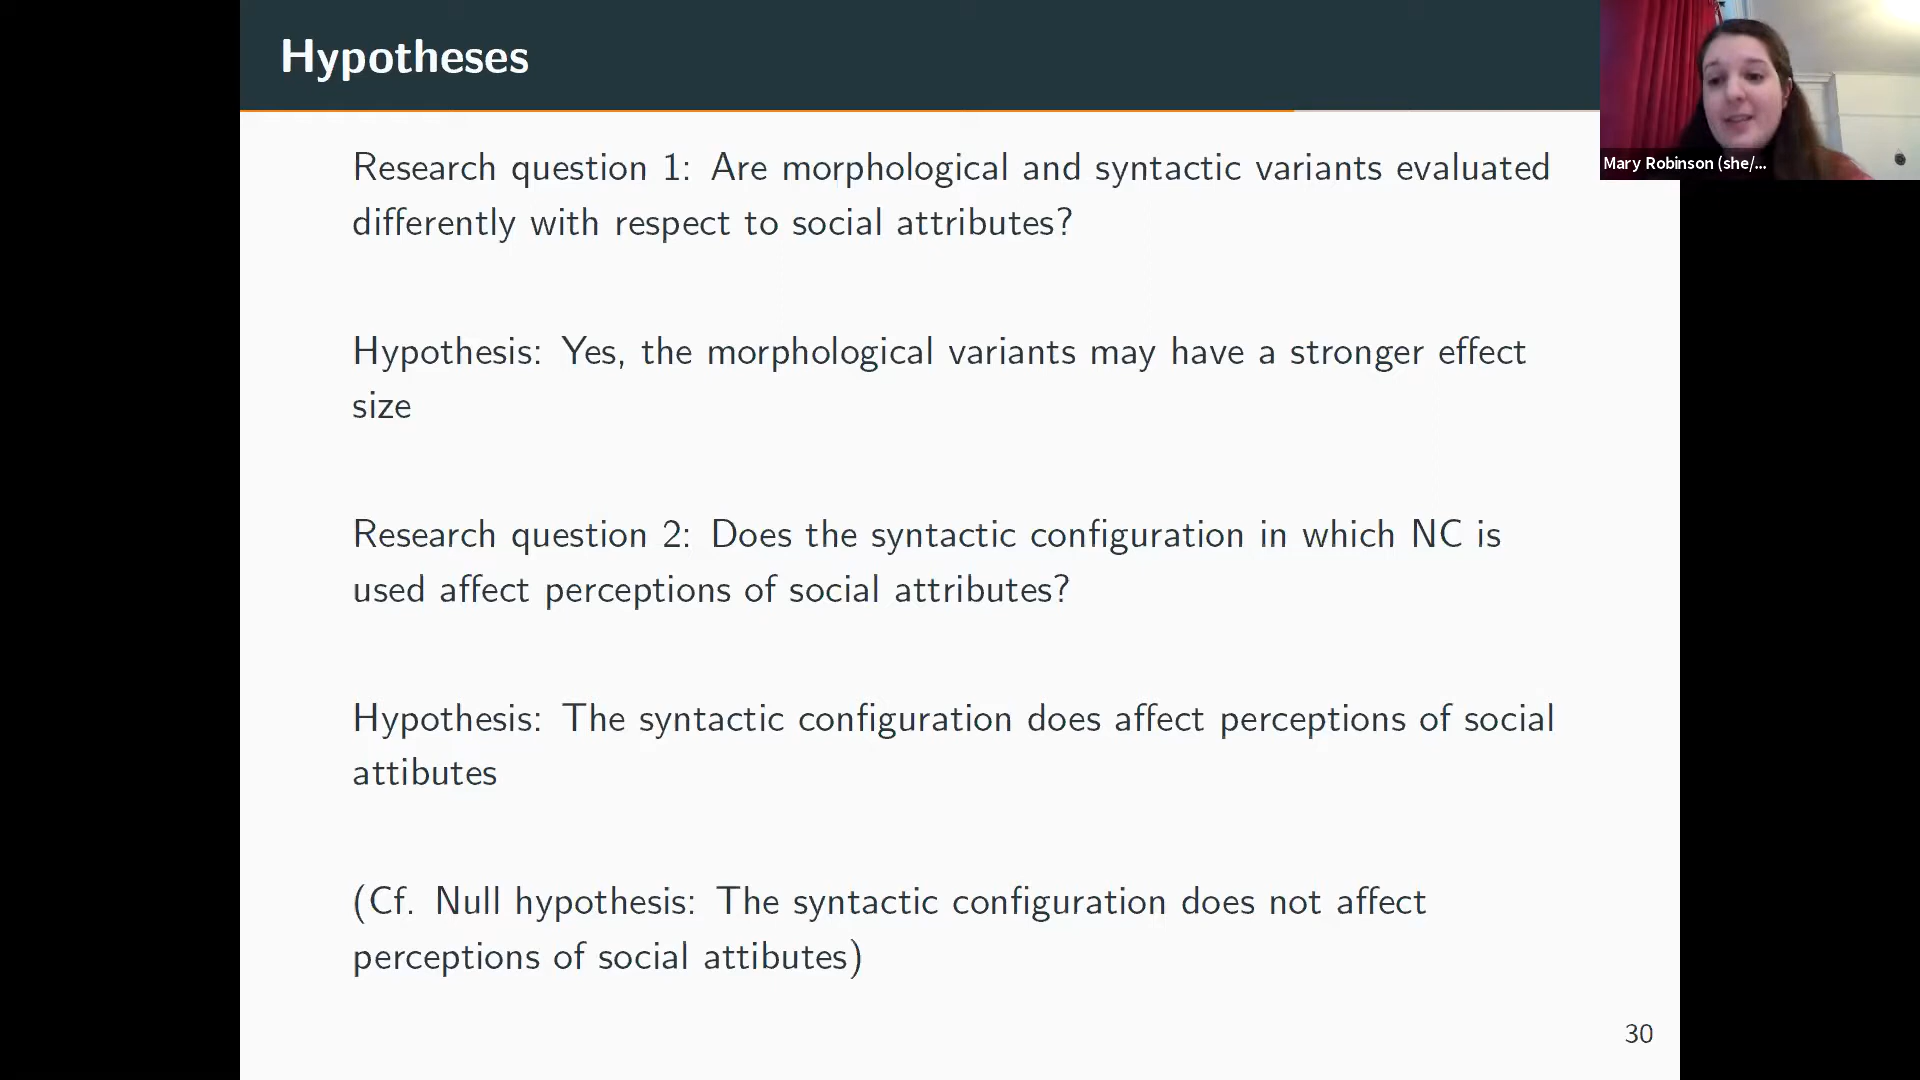 Hypotheses
Mary Robinson (she/...
Research question 1: Are morphological and syntactic variants evaluated
differently with respect to social attributes?
Hypothesis: Yes, the morphological variants may have a stronger effect
size
Research question 2: Does the syntactic configuration in which NC is
used affect perceptions of social attributes?
Hypothesis: The syntactic configuration does affect perceptions of social
attibutes
(Cf. Null hypothesis: The syntactic configuration does not affect
perceptions of social attibutes)
30